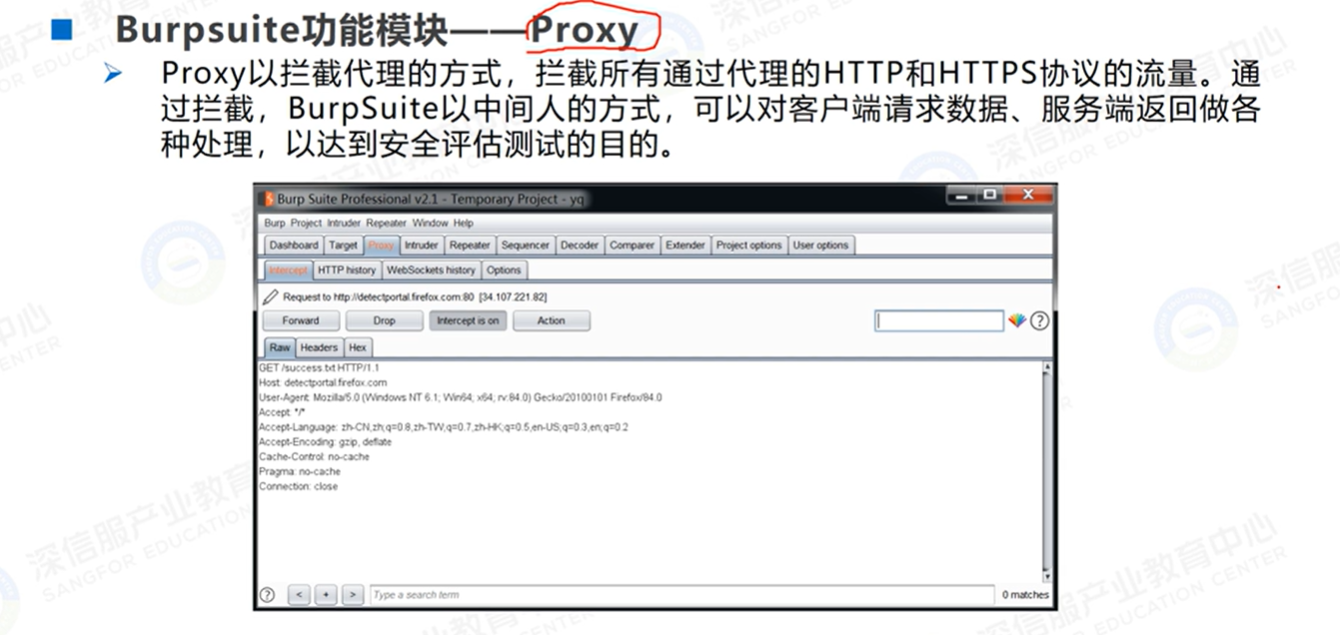 Burpsuite功能模块——Proxy
Proxy以拦截代理的方式，拦截所有通过代理的HTTP和HTTPS协议的流量。通
过拦截，BurpSuite以中间人的方式，可以对客户端请求数据、服务端返回做各
种处理，以达到安全评估测试的目的。
Burp Suite Professional v2.1 - Temporary Project - yq
Burp Project Intruder Repeater Window Help
Dashboard Target Proxy Intruder Repeater Sequencer Decoder Comparer Extender Project options User options
Intercept HTTP history WebSockets history Options
Request to http://detectportal.firefox.com:80 [34.107.221.82]
Forward Drop Intercept is on Action
Raw Headers Hex
GET /success.txt HTTP/1.1
Host: detectportal.firefox.com
User-Agent: Mozilla/5.0 (Windows NT 6.1; Win64; x64; rv:84.0) Gecko/20100101 Firefox/84.0
Accept: */*
Accept-Language: zh-CN,zh;q=0.8,zh-TW;q=0.7,zh-HK;q=0.5,en-US;q=0.3,en;q=0.2
Accept-Encoding: gzip, deflate
Cache-Control: no-cache
Pragma: no-cache
Connection: close
? < + > Type a search term 0 matches
深信服产业教育中心
SANGFOR EDUCATION CENTER